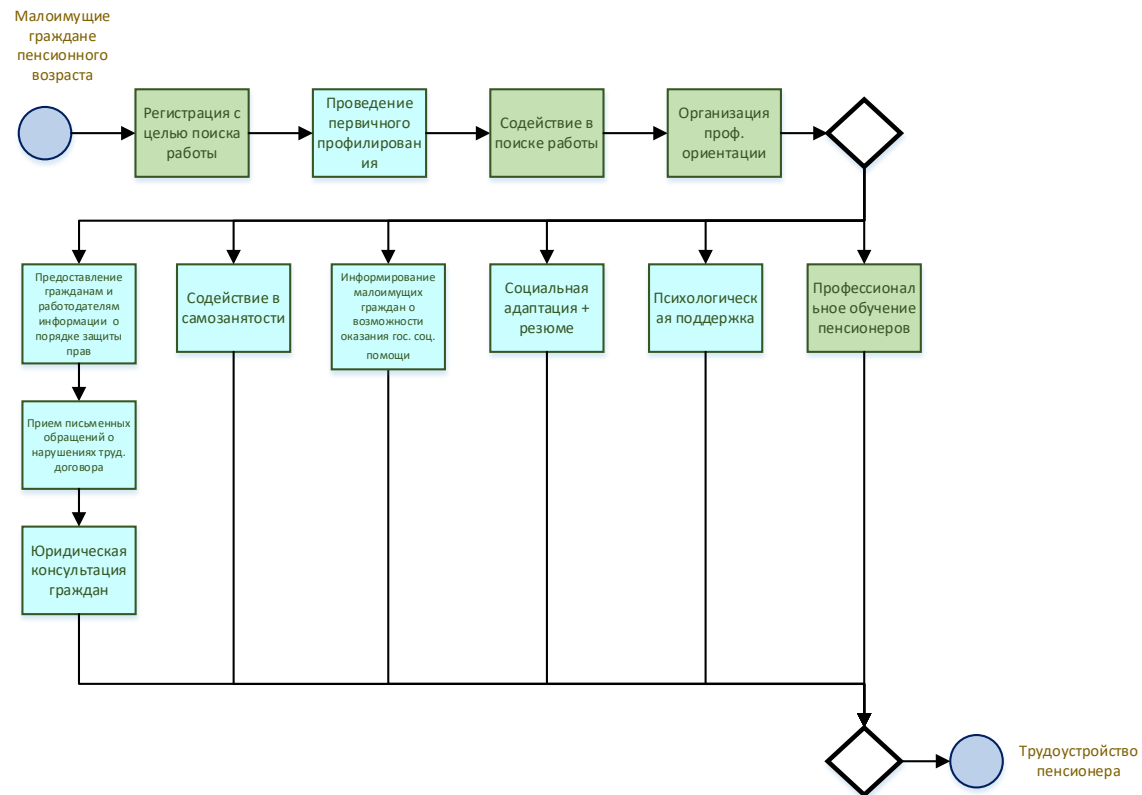 Малоимущие
граждане
пенсионного
возраста
Регистрация с
целью поиска
работы
Проведение
первичного
профилирован
ия
Содействие в
поиске работы
Организация
проф.
ориентации
Предоставление
гражданам и
работодателям
информации о
порядке защиты
прав
Содействие в
самозанятости
Информирование
малоимущих
граждан о
возможности
оказания гос. соц.
помощи
Социальная
адаптация +
резюме
Психологическ
ая поддержка
Профессионал
ьное обучение
пенсионеров
Прием письменных
обращений о
нарушениях труд.
договора
Юридическая
консультация
граждан
Трудоустройство
пенсионера